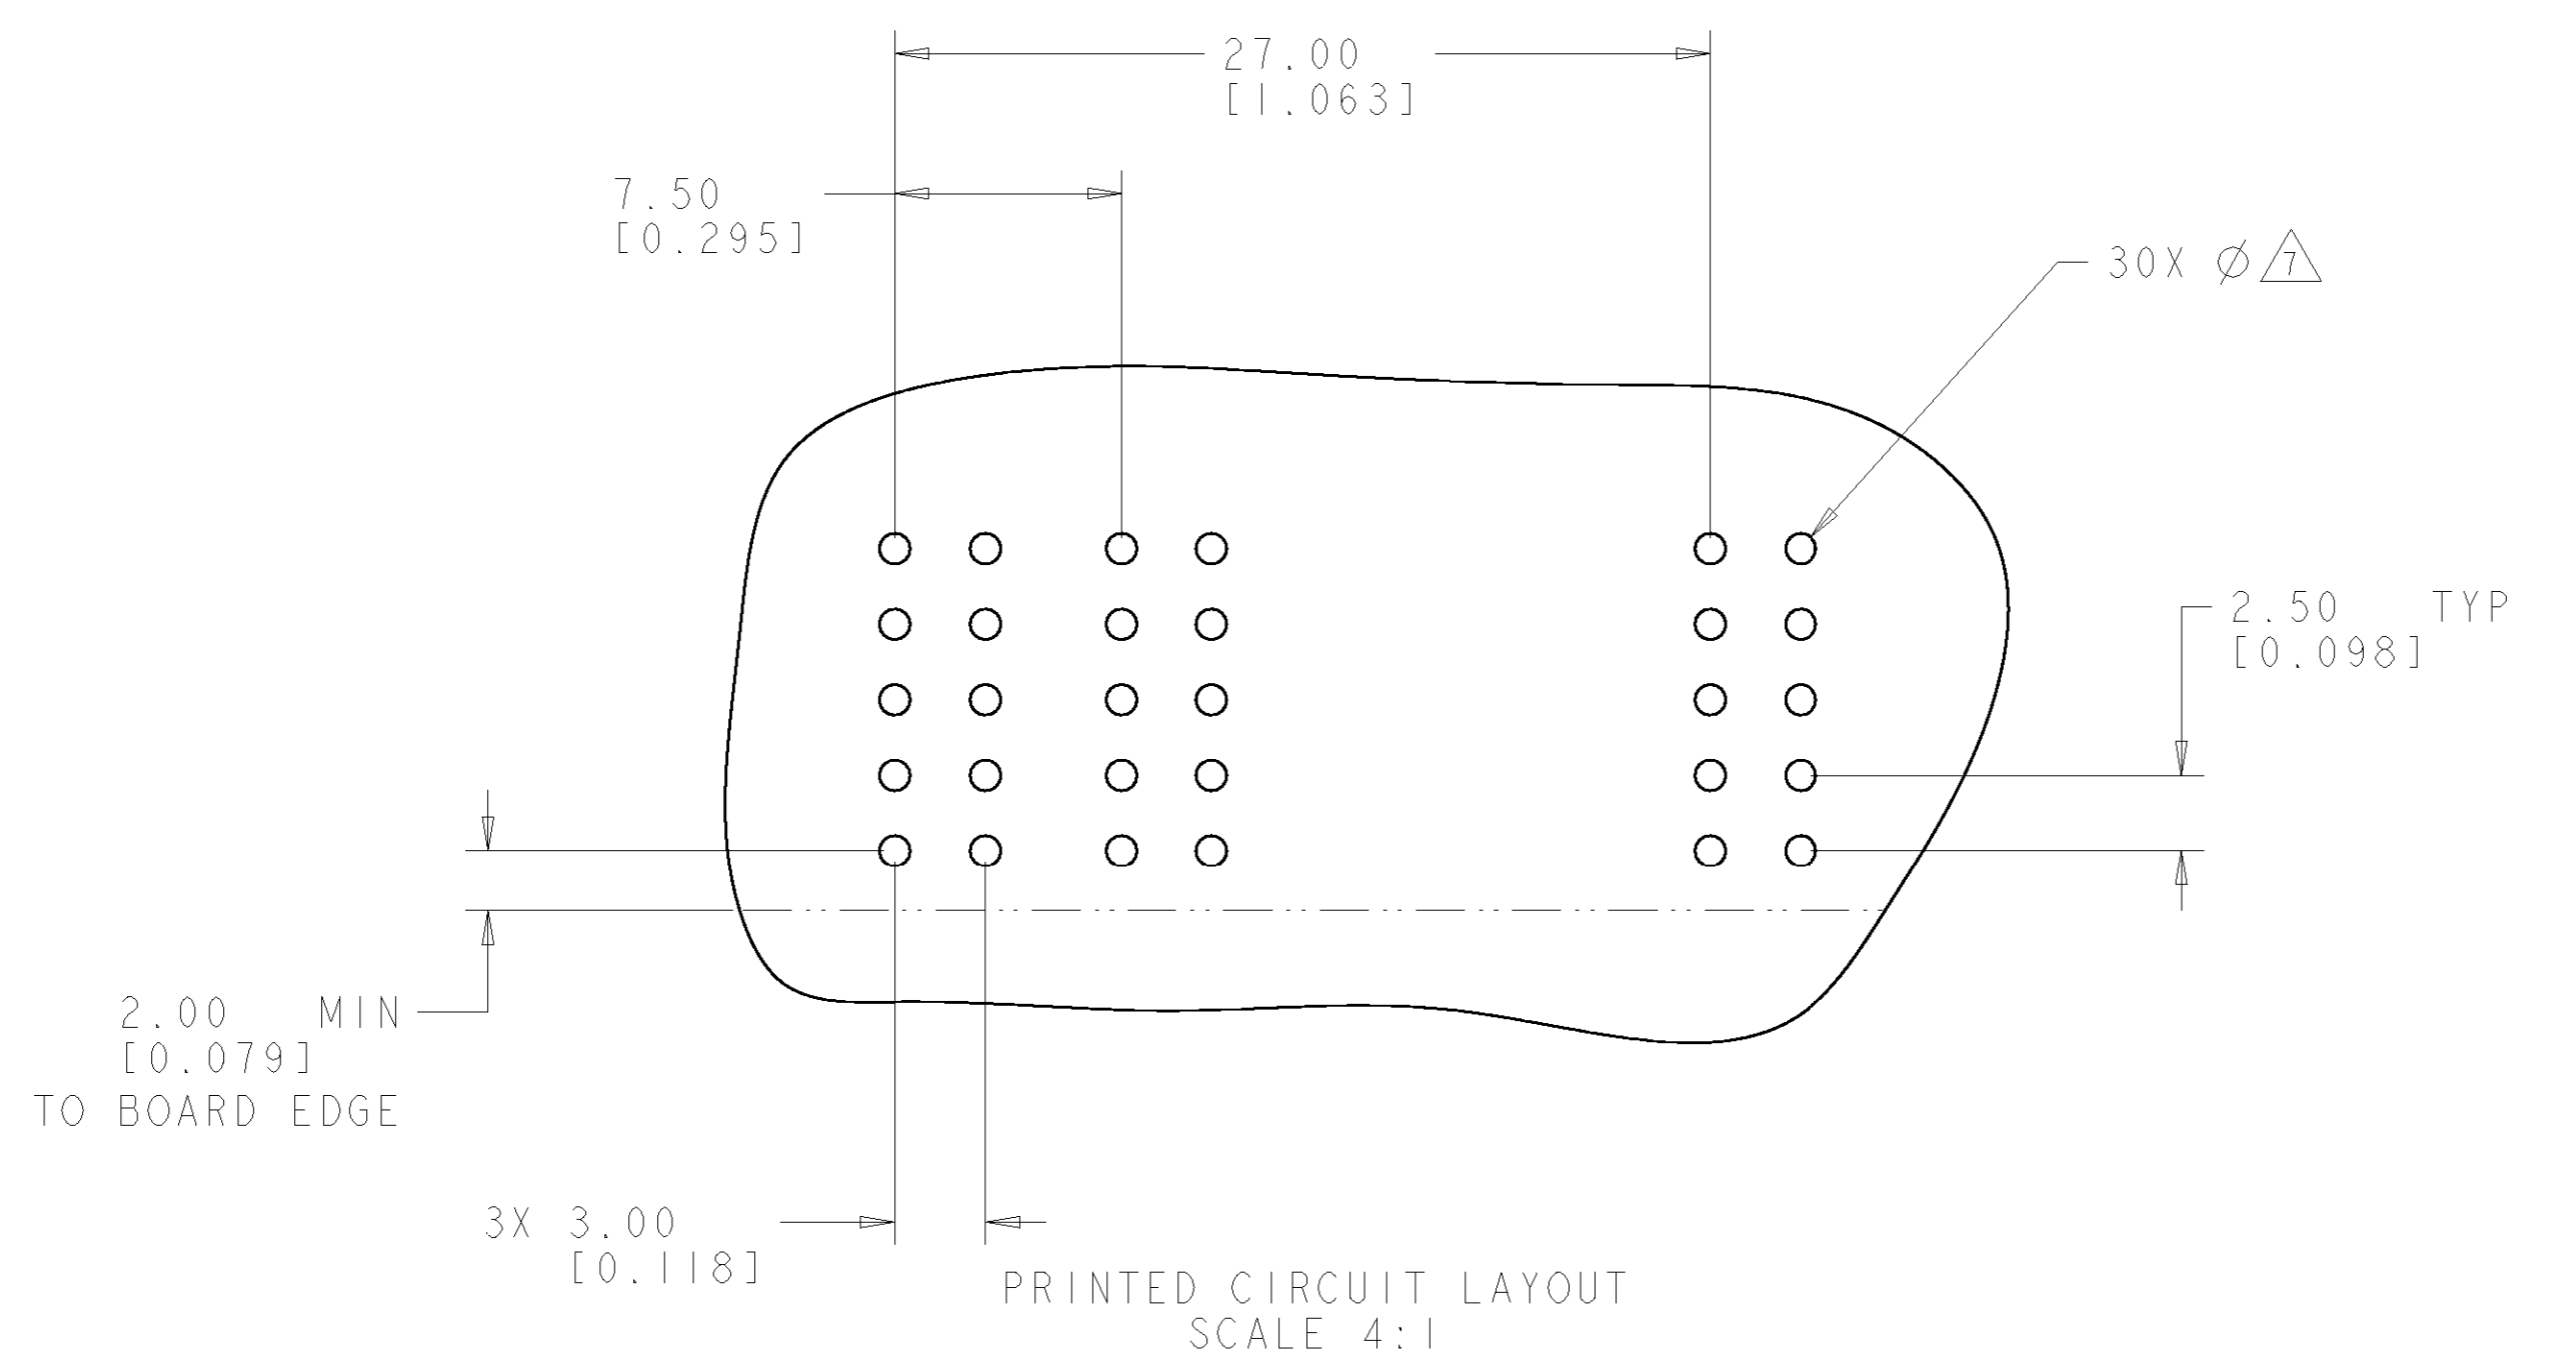 27.00
[1.063]
7.50
[0.295]
30X ⌀ 7
2.50 TYP
[0.098]
2.00 MIN
[0.079]
TO BOARD EDGE
3X 3.00
[0.118]
PRINTED CIRCUIT LAYOUT
SCALE 4:1